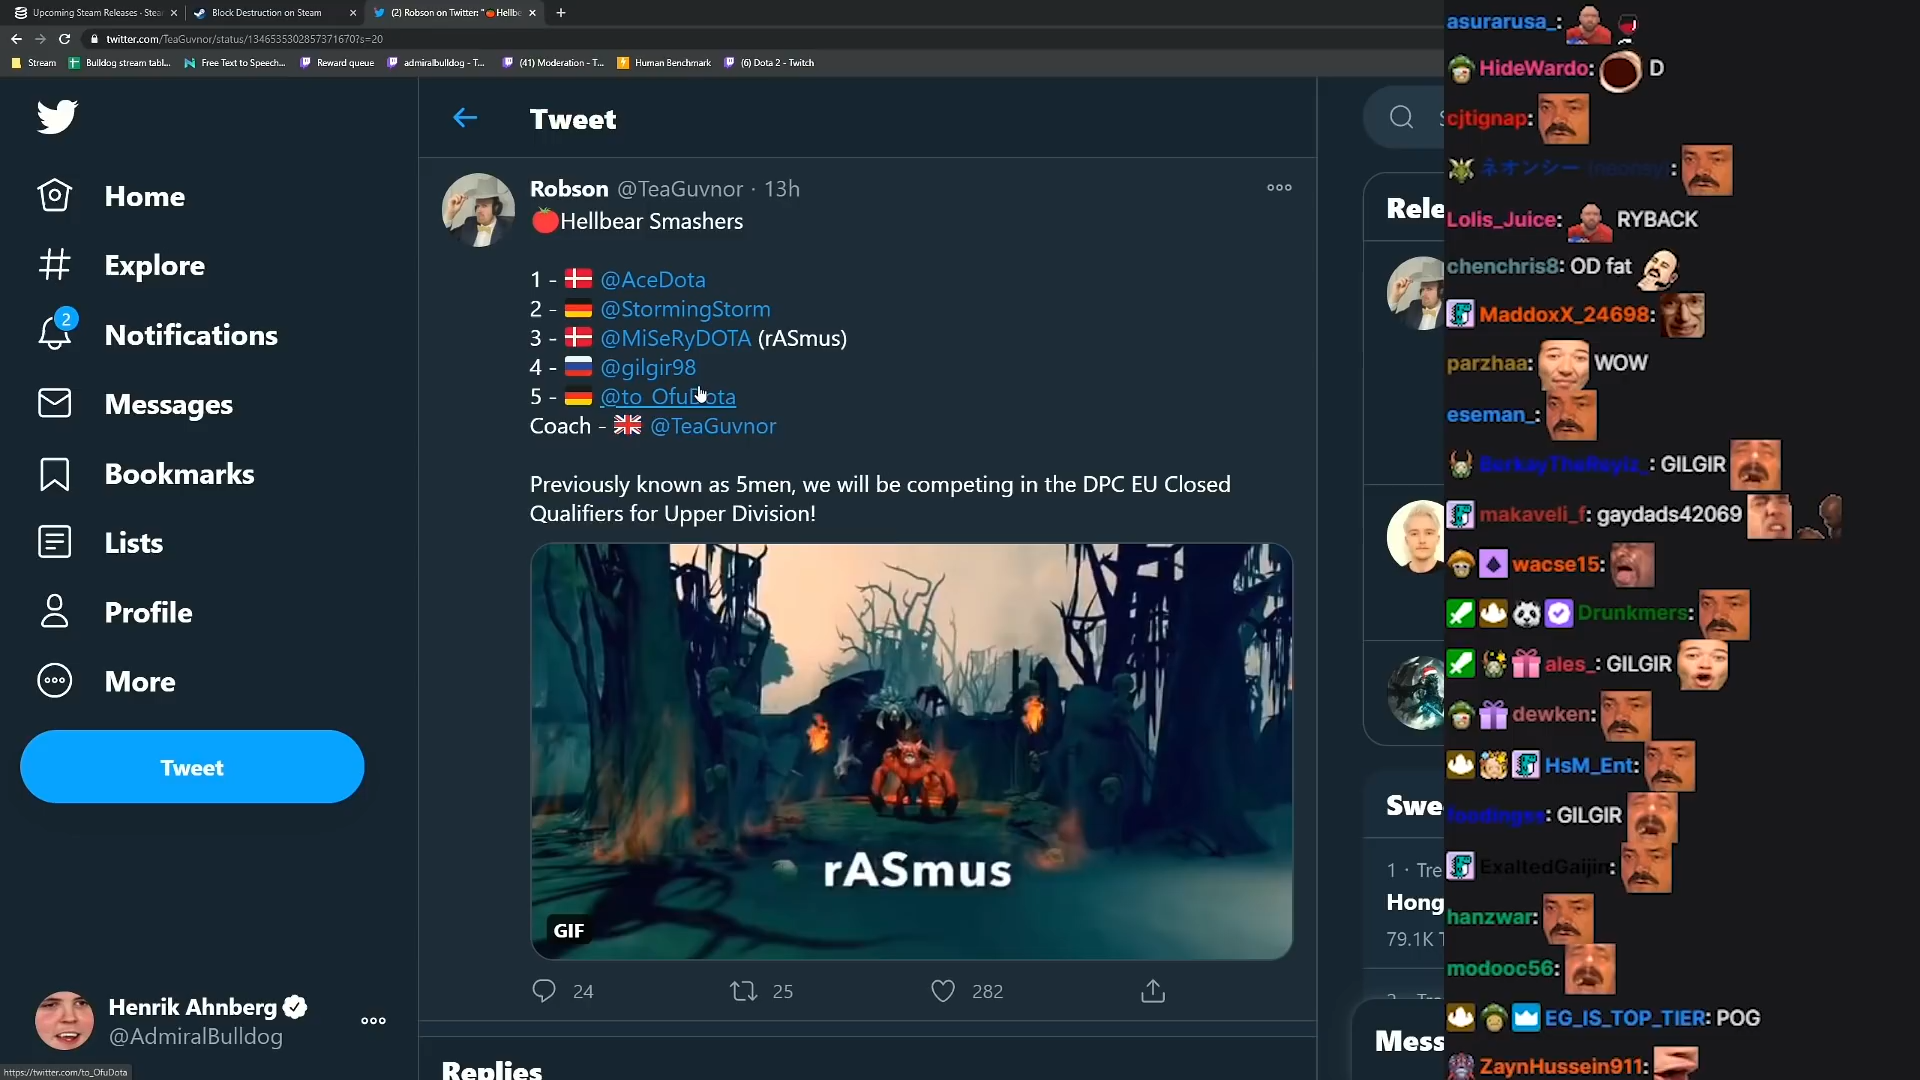 Upcoming Steam Releases - Stea
Block Destruction on Steam
(2) Robson on Twitter: "🍅Hellbe
twitter.com/TeaGuvnor/status/1346535302857371670?s=20
Stream
Bulldog stream tabl...
Free Text to Speech...
Reward queue
admiralbulldog - T...
(41) Moderation - T...
Human Benchmark
(6) Dota 2 - Twitch
Home
Explore
2
Notifications
Messages
Bookmarks
Lists
Profile
More
Tweet
Henrik Ahnberg
@AdmiralBulldog
https://twitter.com/to_OfuDota
Tweet
Robson @TeaGuvnor · 13h
🍅Hellbear Smashers
1 - 🇩🇰 @AceDota
2 - 🇩🇪 @StormingStorm
3 - 🇩🇰 @MiSeRyDOTA (rASmus)
4 - 🇷🇺 @gilgir98
5 - 🇩🇪 @to_OfuDota
Coach - 🇬🇧 @TeaGuvnor
Previously known as 5men, we will be competing in the DPC EU Closed
Qualifiers for Upper Division!
rASmus
GIF
24
25
282
Replies
Rele
Swe
1 · Tre
Hong
79.1K T
Mess
asurarusa_:
HideWardo: D
cjtignap:
ネオンシー (neonsy):
Lolis_Juice: RYBACK
chenchris8: OD fat
MaddoxX_24698:
parzhaa: WOW
eseman_:
BerkayTheReyiz_: GILGIR
makaveli_f: gaydads42069
wacse15:
Drunkmers:
ales_: GILGIR
dewken:
HsM_Ent:
GILGIR
ExaltedGaijin:
hanzwar:
modooc56:
EG_IS_TOP_TIER: POG
ZaynHussein911: